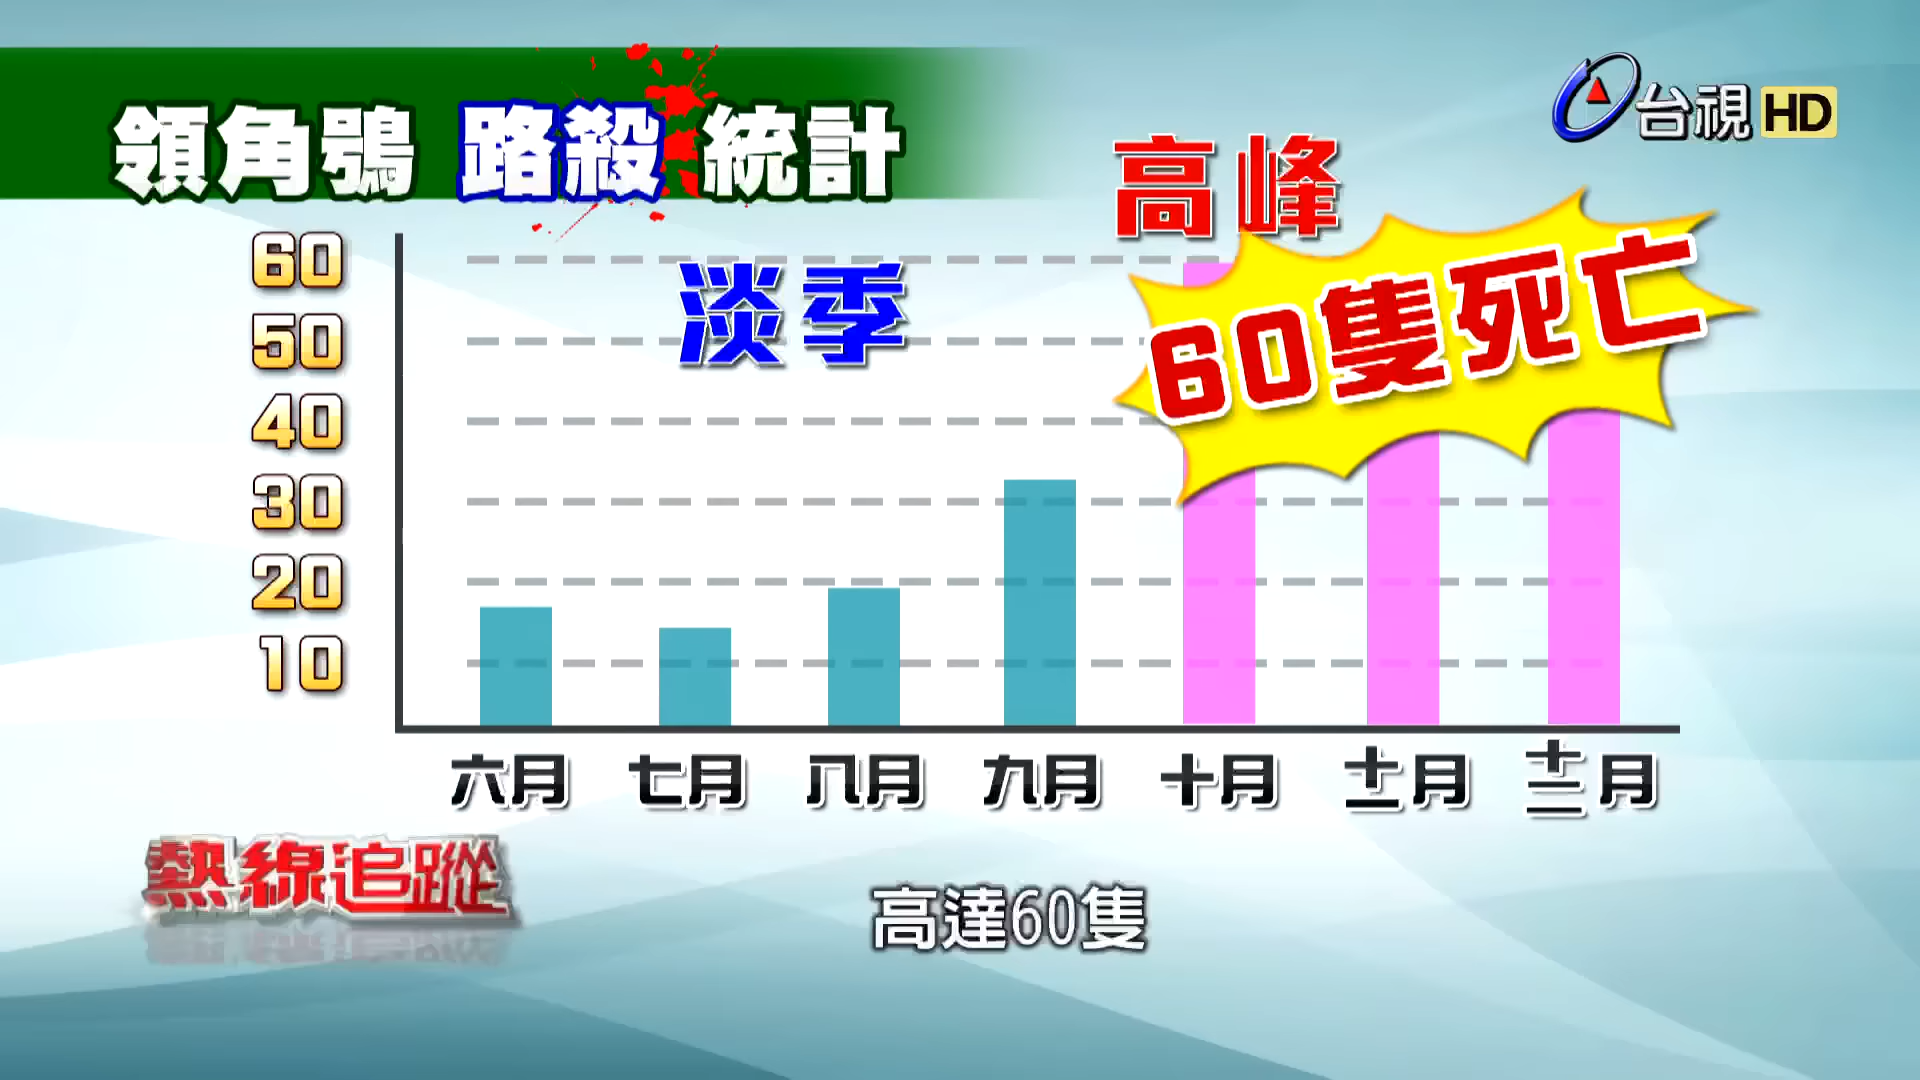 台視 HD
領角鴞 路殺 統計
高峰
淡季
60隻死亡
60
50
40
30
20
10
六月 七月 八月 九月 十月 十一月 十二月
熱線追蹤
高達60隻